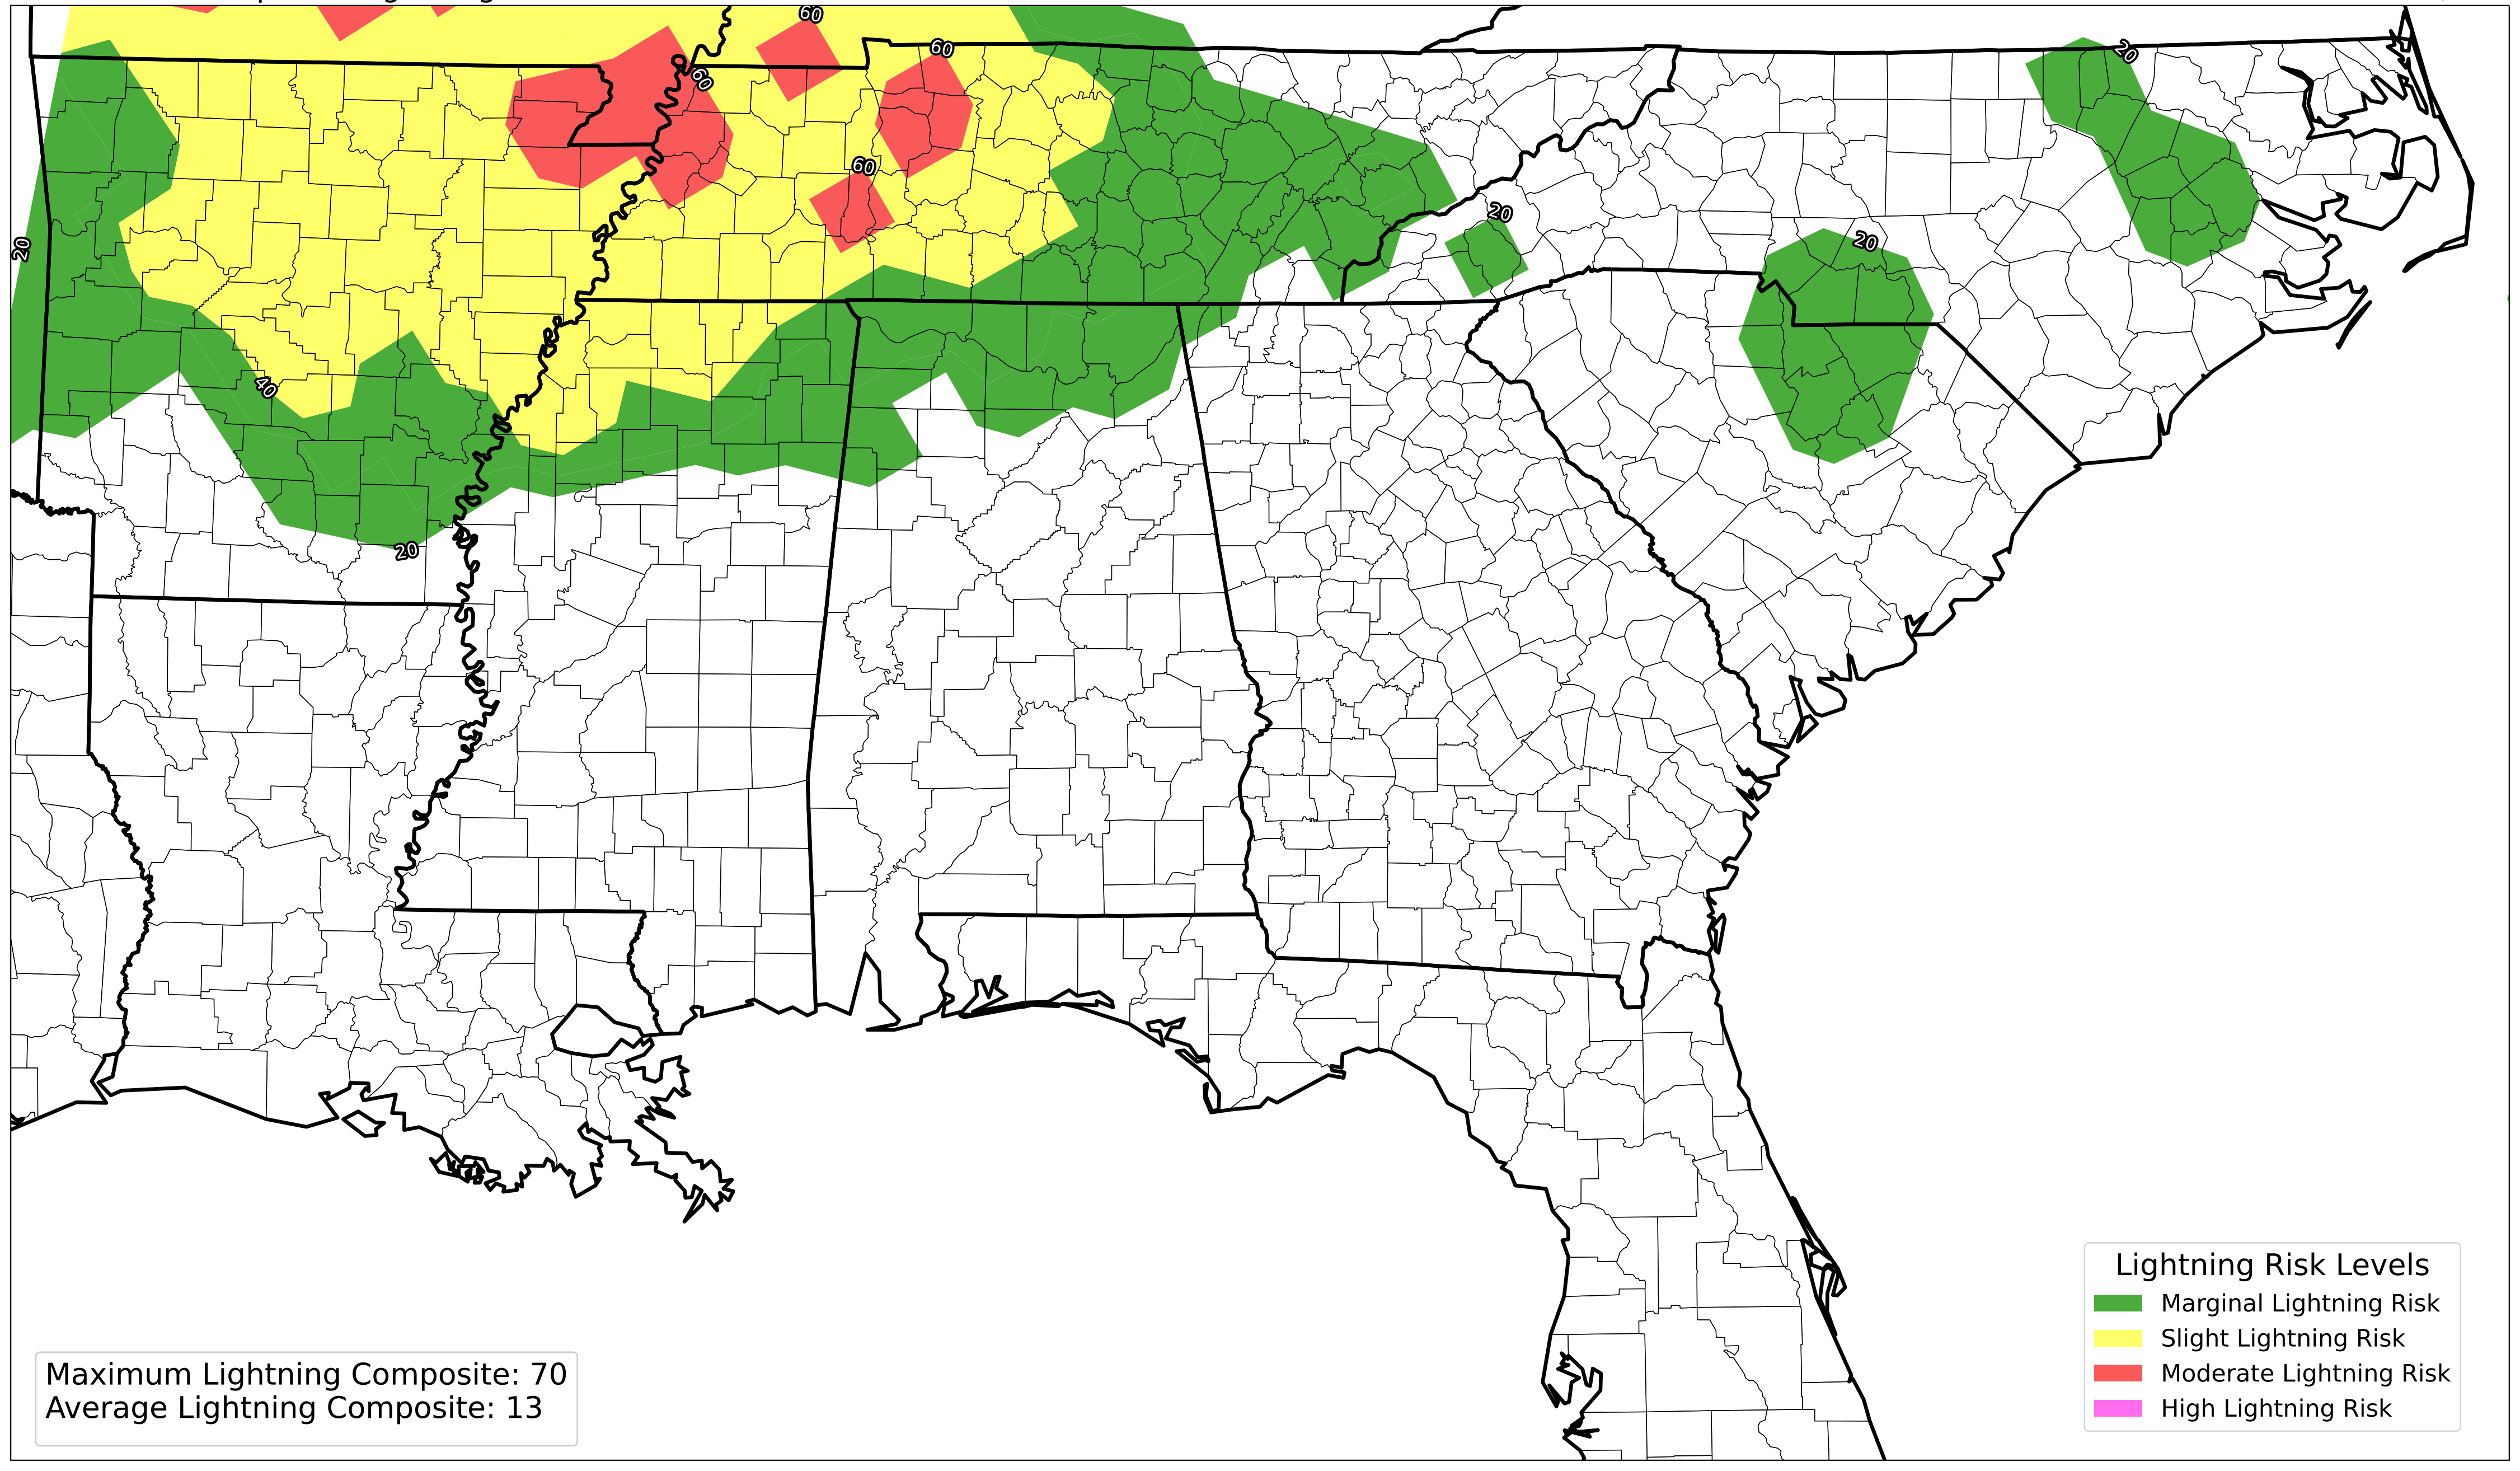 60
20
60
60
60
20
20
20
40
20
Lightning Risk Levels
Marginal Lightning Risk
Slight Lightning Risk
Moderate Lightning Risk
High Lightning Risk
Maximum Lightning Composite: 70
Average Lightning Composite: 13